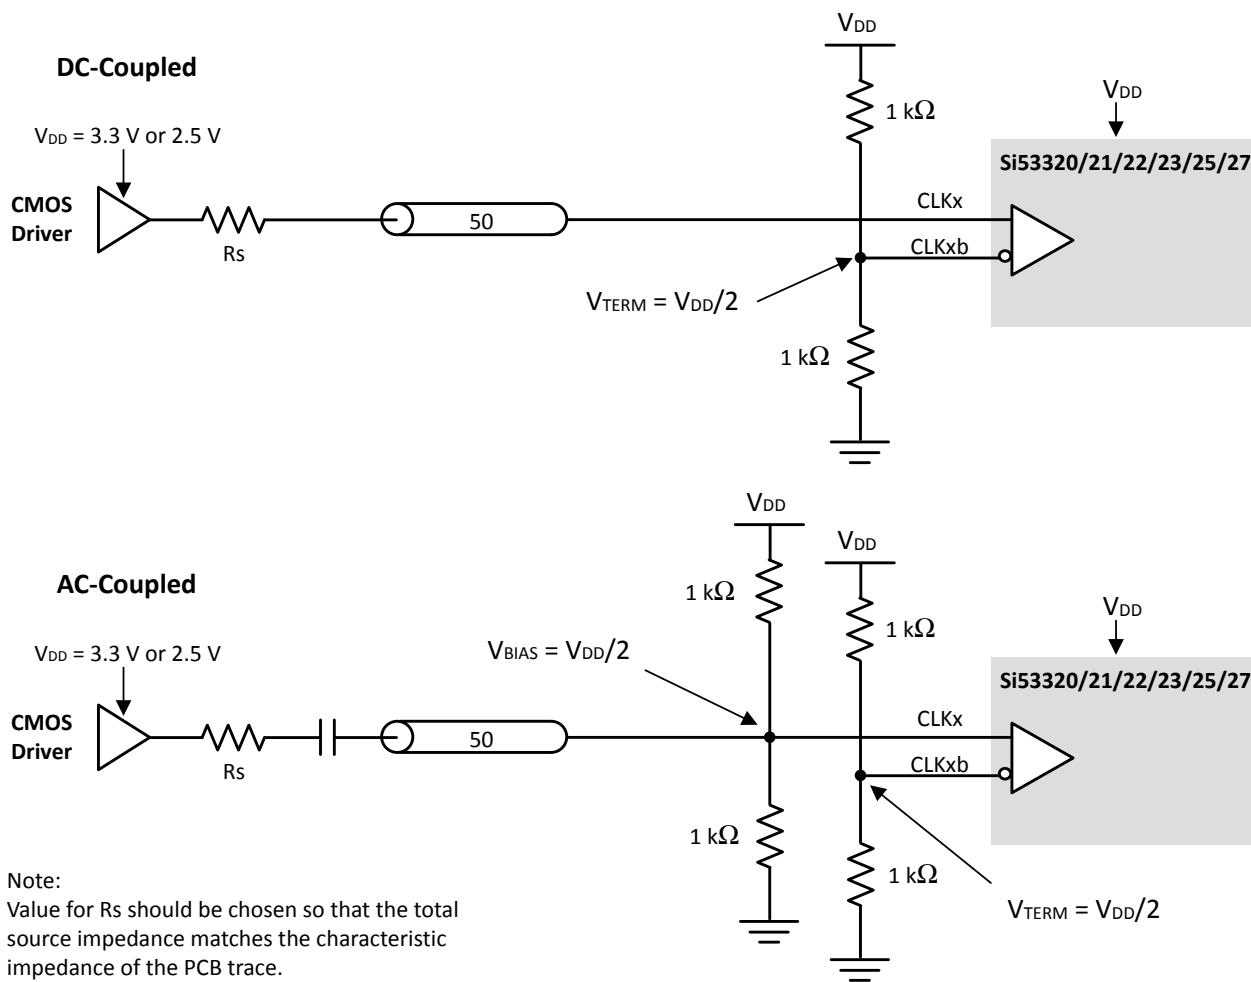 VDD
DC-Coupled
VDD = 3.3 V or 2.5 V
1 kΩ
VDD
Si53320/21/22/23/25/27
CMOS
Driver
Rs
50
CLKx
CLKxb
VTERM = VDD/2
1 kΩ
VDD
VDD
AC-Coupled
VDD = 3.3 V or 2.5 V
1 kΩ
1 kΩ
VBIAS = VDD/2
VDD
Si53320/21/22/23/25/27
CMOS
Driver
Rs
50
CLKx
CLKxb
1 kΩ
1 kΩ
VTERM = VDD/2
Note:
Value for Rs should be chosen so that the total
source impedance matches the characteristic
impedance of the PCB trace.